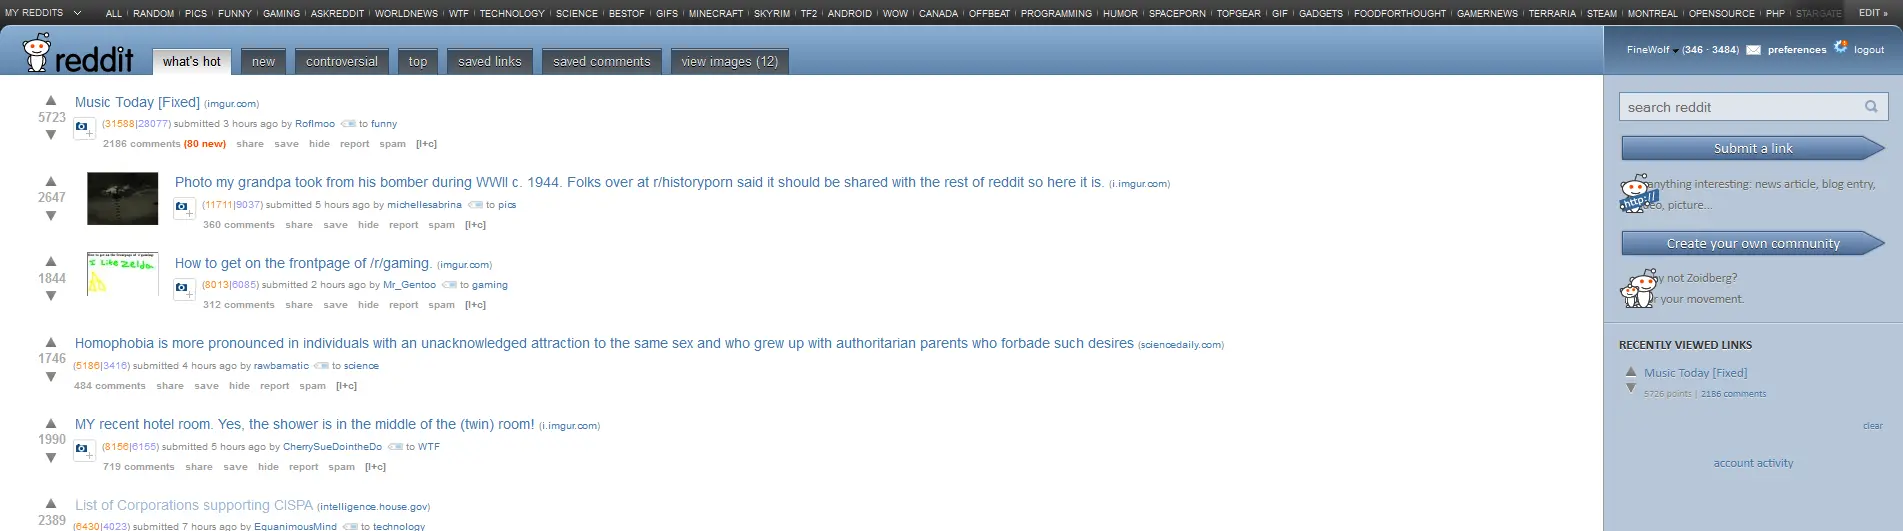 MY REDDITS ALL | RANDOM | PICS | FUNNY | GAMING | ASKREDDIT | WORLDNEWS | WTF | TECHNOLOGY | SCIENCE | BESTOF | GIFS | MINECRAFT | SKYRIM | TF2 | ANDROID | WOW | CANADA | OFFBEAT | PROGRAMMING | HUMOR | SPACEPORN | TOPGEAR | GIF | GADGETS | FOODFORTHOUGHT | GAMERNEWS | TERRARIA | STEAM | MONTREAL | OPENSOURCE | PHP | STARGATE EDIT »
reddit what's hot new controversial top saved links saved comments view images (12)
FineWolf (346 · 3484) preferences logout
Music Today [Fixed] (imgur.com)
5723
(31588|28077) submitted 3 hours ago by Roflmoo to funny
2186 comments (80 new) share save hide report spam [l+c]
Photo my grandpa took from his bomber during WWII c. 1944. Folks over at r/historyporn said it should be shared with the rest of reddit so here it is. (i.imgur.com)
2647
(11711|9037) submitted 5 hours ago by michellesabrina to pics
360 comments share save hide report spam [l+c]
I Like Zelda
How to get on the frontpage of /r/gaming. (imgur.com)
1844
(8013|6085) submitted 2 hours ago by Mr_Gentoo to gaming
312 comments share save hide report spam [l+c]
Homophobia is more pronounced in individuals with an unacknowledged attraction to the same sex and who grew up with authoritarian parents who forbade such desires (sciencedaily.com)
1746
(5186|3416) submitted 4 hours ago by rawbamatic to science
484 comments share save hide report spam [l+c]
MY recent hotel room. Yes, the shower is in the middle of the (twin) room! (i.imgur.com)
1990
(8156|6155) submitted 5 hours ago by CherrySueDointheDo to WTF
719 comments share save hide report spam [l+c]
List of Corporations supporting CISPA (intelligence.house.gov)
2389
(6430|4023) submitted 7 hours ago by EquanimousMind to technology
search reddit
Submit a link
anything interesting: news article, blog entry,
http://
picture...
Create your own community
not Zoidberg?
your movement.
RECENTLY VIEWED LINKS
Music Today [Fixed]
5726 points | 2186 comments
clear
account activity